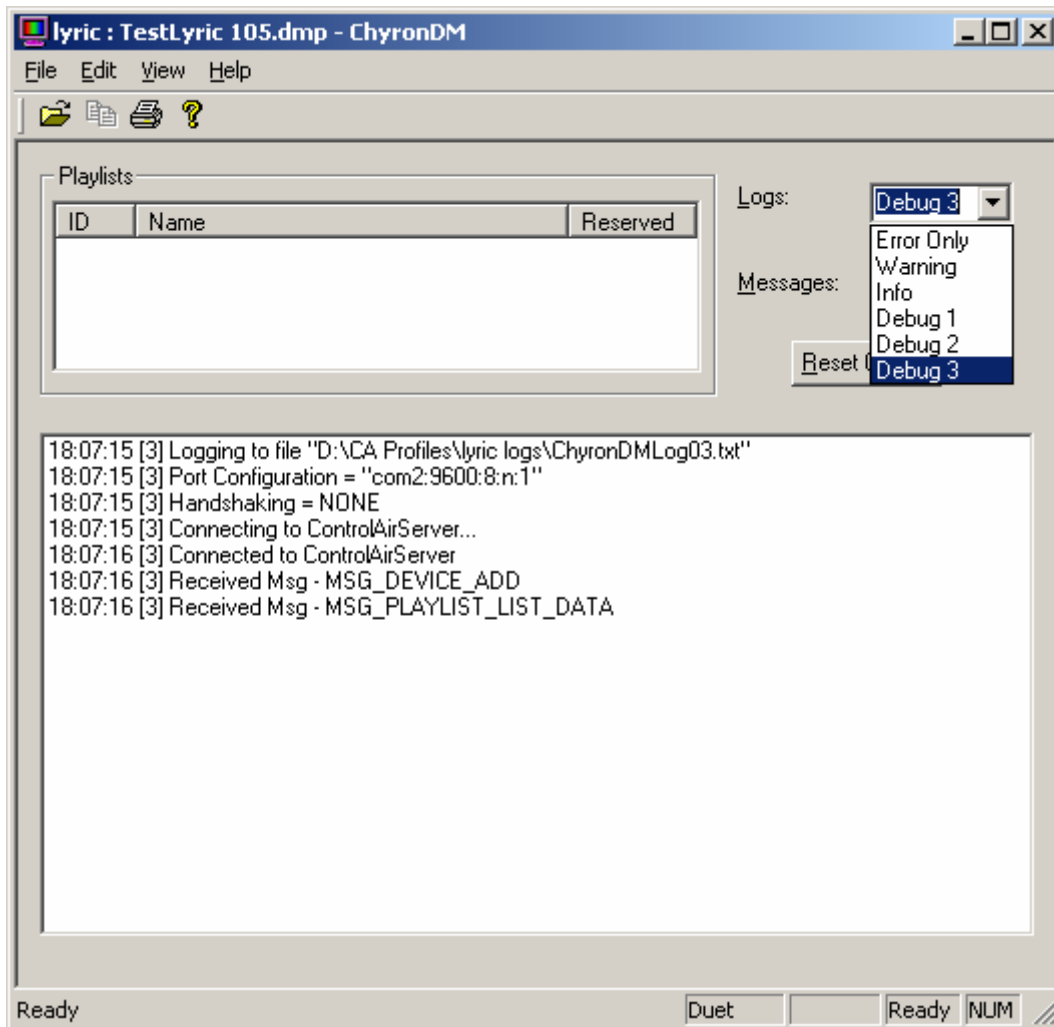 lyric : TestLyric 105.dmp - ChyronDM
File Edit View Help
Playlists
ID Name Reserved
Logs:
Debug 3
Error Only
Warning
Info
Debug 1
Debug 2
Debug 3
Messages:
Reset
18:07:15 [3] Logging to file "D:\CA Profiles\lyric logs\ChyronDMLog03.txt"
18:07:15 [3] Port Configuration = "com2:9600:8:n:1"
18:07:15 [3] Handshaking = NONE
18:07:15 [3] Connecting to ControlAirServer...
18:07:16 [3] Connected to ControlAirServer
18:07:16 [3] Received Msg - MSG_DEVICE_ADD
18:07:16 [3] Received Msg - MSG_PLAYLIST_LIST_DATA
Ready Duet Ready NUM